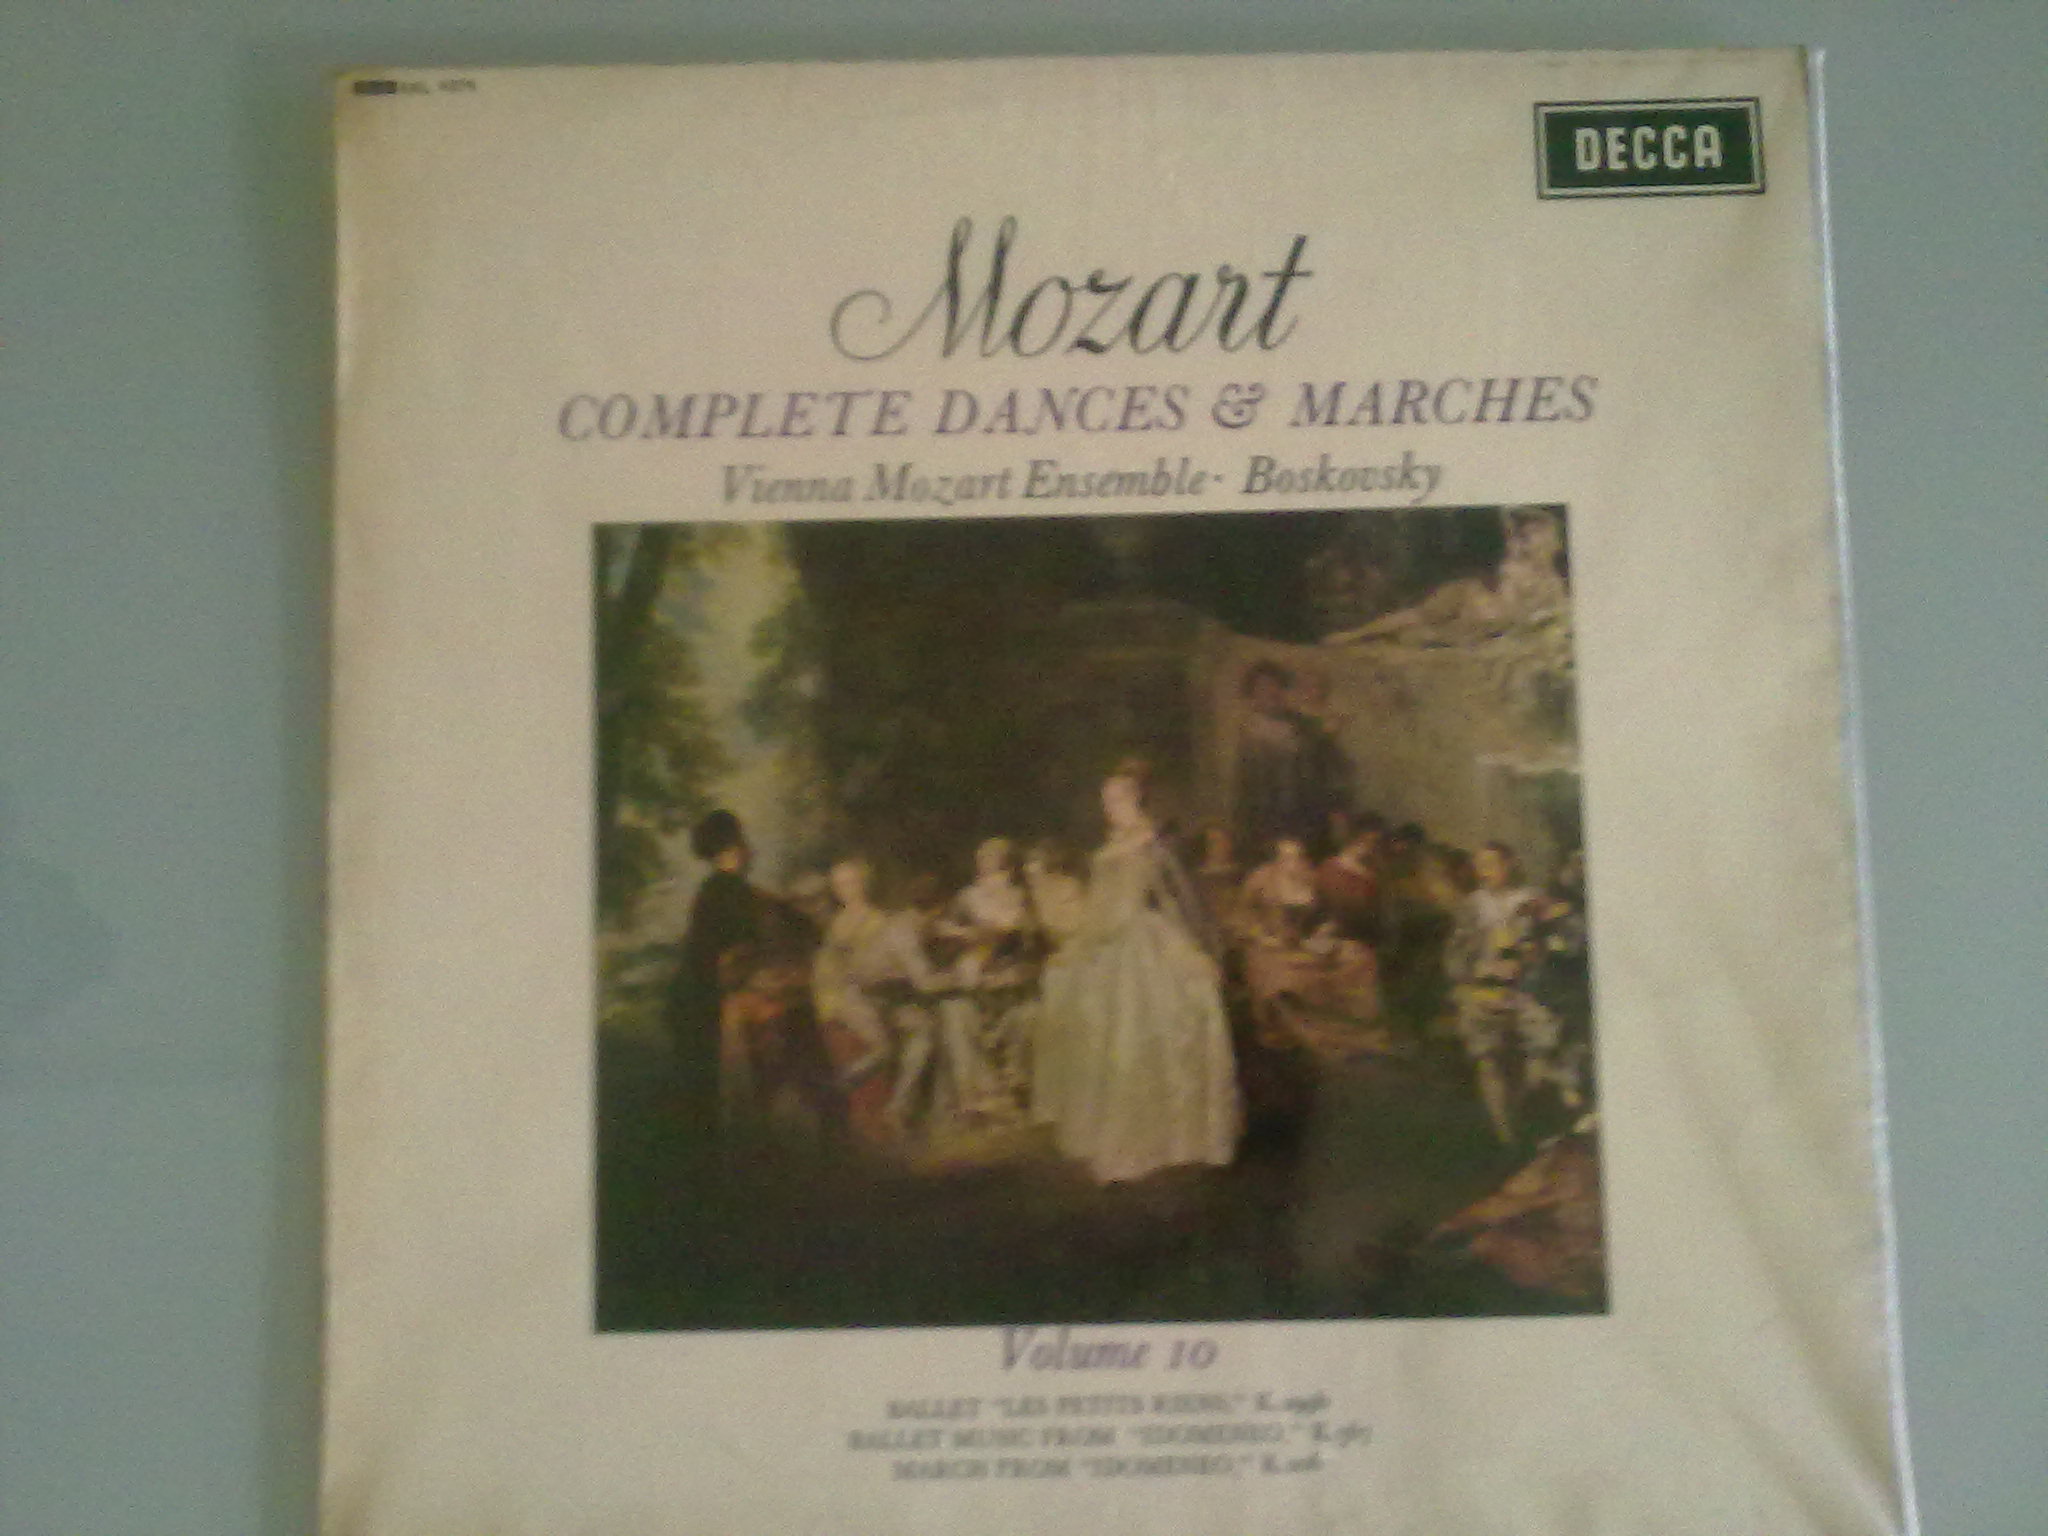 DECCA
Mozart
COMPLETE DANCES & MARCHES
Vienna Mozart Ensemble · Boskovsky
Volume 10
BALLET "LES PETITS RIENS," K.
BALLET MUSIC FROM "IDOMENEO," K.367
MARCH FROM "IDOMENEO," K.